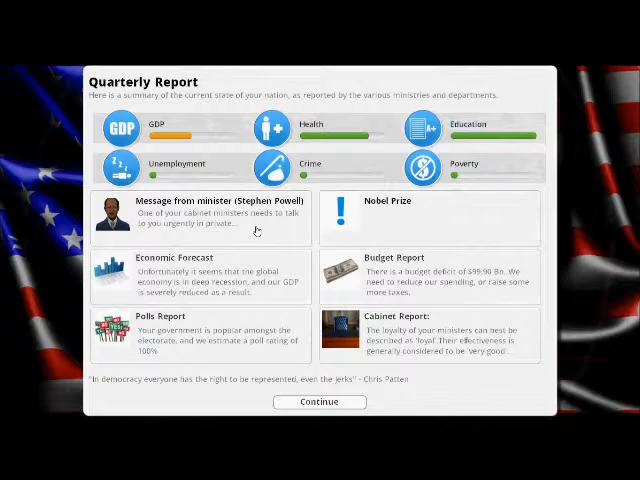 Quarterly Report
Here is a summary of the current state of your nation, as reported by the various ministries and departments.
GDP
GDP
Health
A+
Education
Z Z Z
Unemployment
Crime
Poverty
Message from minister (Stephen Powell)
One of your cabinet ministers needs to talk
to you urgently in private...
Nobel Prize
Economic Forecast
Unfortunately it seems that the global
economy is in deep recession, and our GDP
is severely reduced as a result.
Budget Report
There is a budget deficit of $99.90 Bn. We
need to reduce our spending, or raise some
more taxes.
Polls Report
Your government is popular amongst the
electorate, and we estimate a poll rating of
100%
Cabinet Report:
The loyalty of your ministers can best be
described as 'loyal'.Their effectiveness is
generally considered to be 'very good'.
"In democracy everyone has the right to be represented, even the jerks" - Chris Patten
Continue